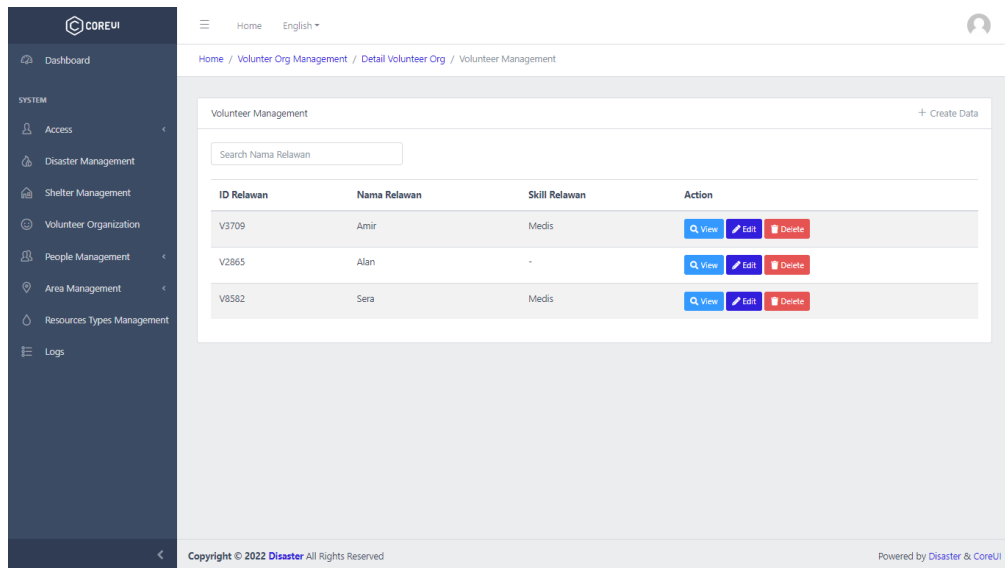 COREUI
Home English
Dashboard
Home / Volunter Org Management / Detail Volunteer Org / Volunteer Management
SYSTEM
Access
Disaster Management
Shelter Management
Volunteer Organization
People Management
Area Management
Resources Types Management
Logs
Volunteer Management + Create Data
Search Nama Relawan
ID Relawan Nama Relawan Skill Relawan Action
V3709 Amir Medis View Edit Delete
V2865 Alan - View Edit Delete
V8582 Sera Medis View Edit Delete
Copyright © 2022 Disaster All Rights Reserved Powered by Disaster & CoreUI